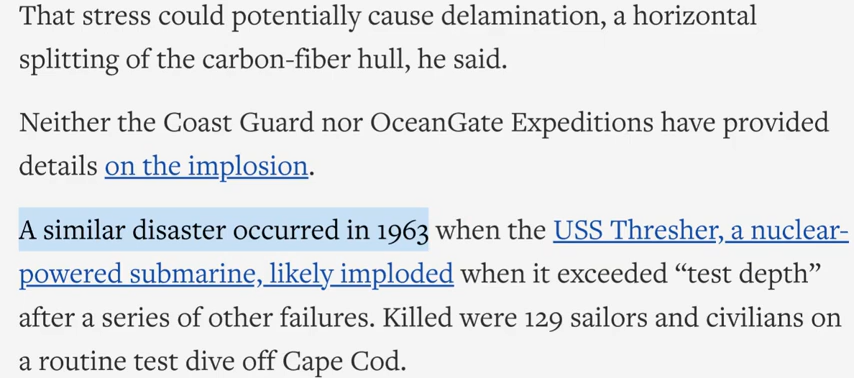 That stress could potentially cause delamination, a horizontal
splitting of the carbon-fiber hull, he said.
Neither the Coast Guard nor OceanGate Expeditions have provided
details on the implosion.
A similar disaster occurred in 1963 when the USS Thresher, a nuclear-
powered submarine, likely imploded when it exceeded “test depth”
after a series of other failures. Killed were 129 sailors and civilians on
a routine test dive off Cape Cod.